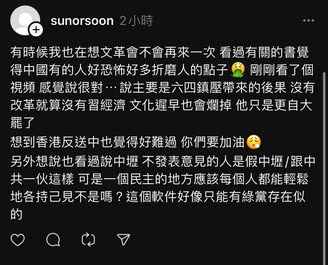 sunorsoon 2小時
有時候我也在想文革會不會再來一次 看過有關的書覺
得中國有的人好恐怖好多折磨人的點子🤮 剛剛看了個
視頻 感覺說很對⋯ 說主要是六四鎮壓帶來的後果 沒有
改革就算沒有習經濟 文化遲早也會爛掉 他只是更自大
罷了
想到香港反送中也覺得好難過 你們要加油😮‍💨
另外想說也看過說中壢 不發表意見的人是假中壢/跟中
共一伙這樣 可是一個民主的地方應該每個人都能輕鬆
地各持己見不是嗎？這個軟件好像只能有綠黨存在似
的